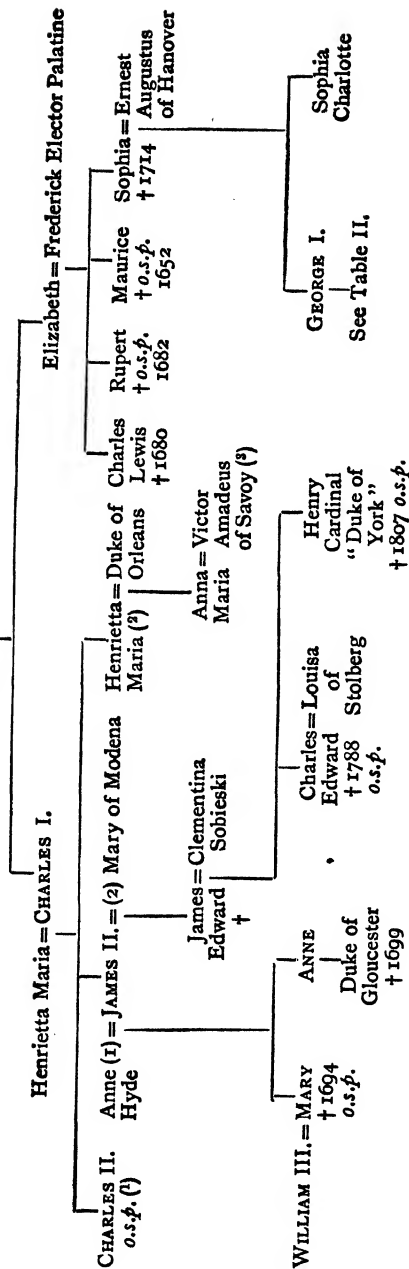 Henrietta Maria = CHARLES I.
Elizabeth = Frederick Elector Palatine
CHARLES II.
o.s.p. (¹)
Anne (1) = JAMES II. = (2) Mary of Modena
Hyde
Henrietta = Duke of
Maria (²) Orleans
Charles
Lewis
† 1680
Rupert
† o.s.p.
1682
Maurice
† o.s.p.
1652
Sophia = Ernest
† 1714 Augustus
of Hanover
James = Clementina
Edward Sobieski
†
Anna = Victor
Maria Amadeus
of Savoy (³)
WILLIAM III. = MARY
† 1694
o.s.p.
ANNE
Duke of
Gloucester
† 1699
Charles = Louisa
Edward of
† 1788 Stolberg
o.s.p.
Henry
Cardinal
"Duke of
York"
† 1807 o.s.p.
GEORGE I.
See Table II.
Sophia
Charlotte